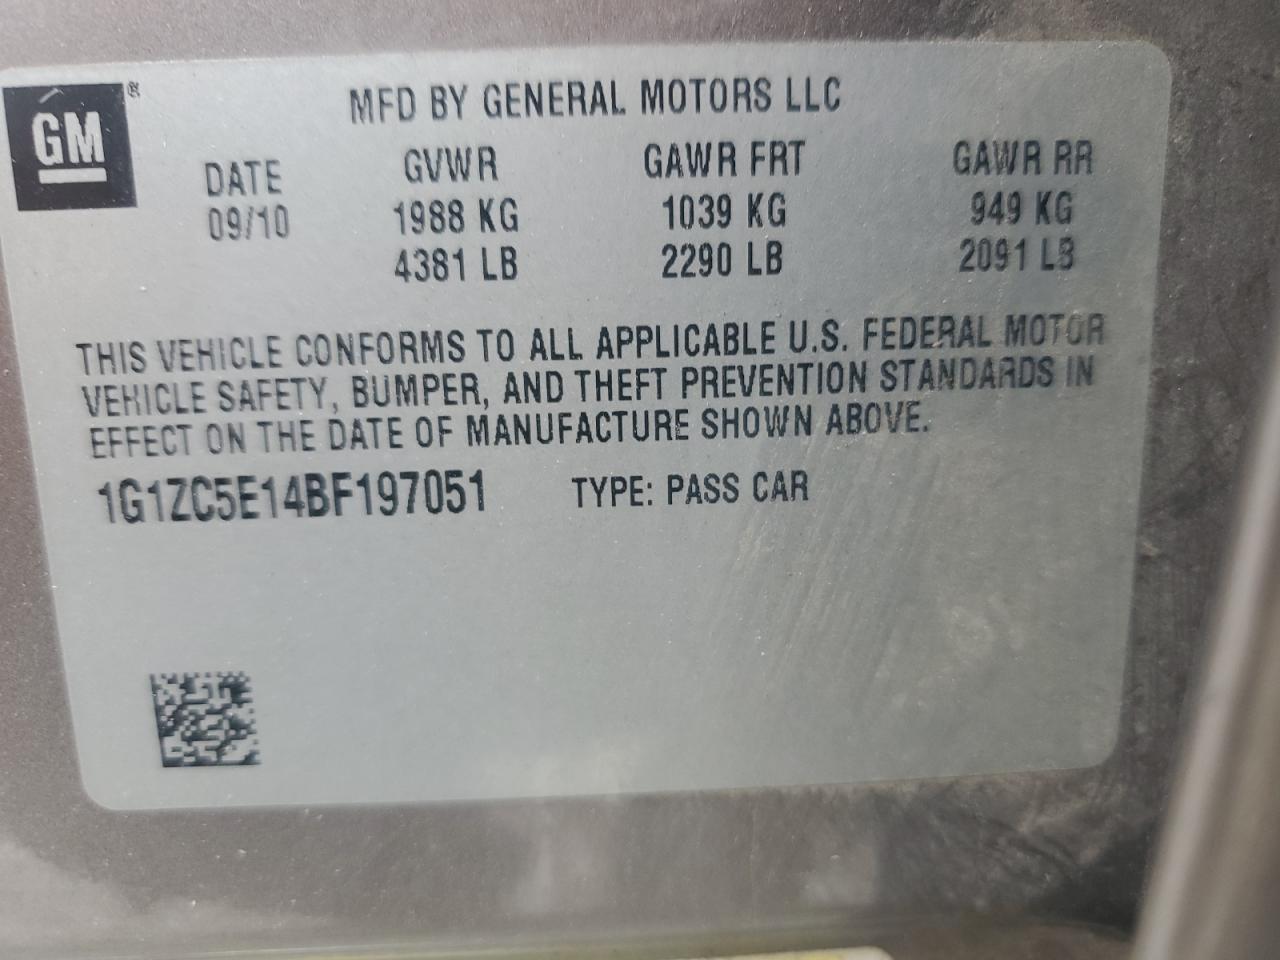 GM®
MFD BY GENERAL MOTORS LLC
DATE GVWR GAWR FRT GAWR RR
09/10 1988 KG 1039 KG 949 KG
4381 LB 2290 LB 2091 LB
THIS VEHICLE CONFORMS TO ALL APPLICABLE U.S. FEDERAL MOTOR
VEHICLE SAFETY, BUMPER, AND THEFT PREVENTION STANDARDS IN
EFFECT ON THE DATE OF MANUFACTURE SHOWN ABOVE.
1G1ZC5E14BF197051 TYPE: PASS CAR